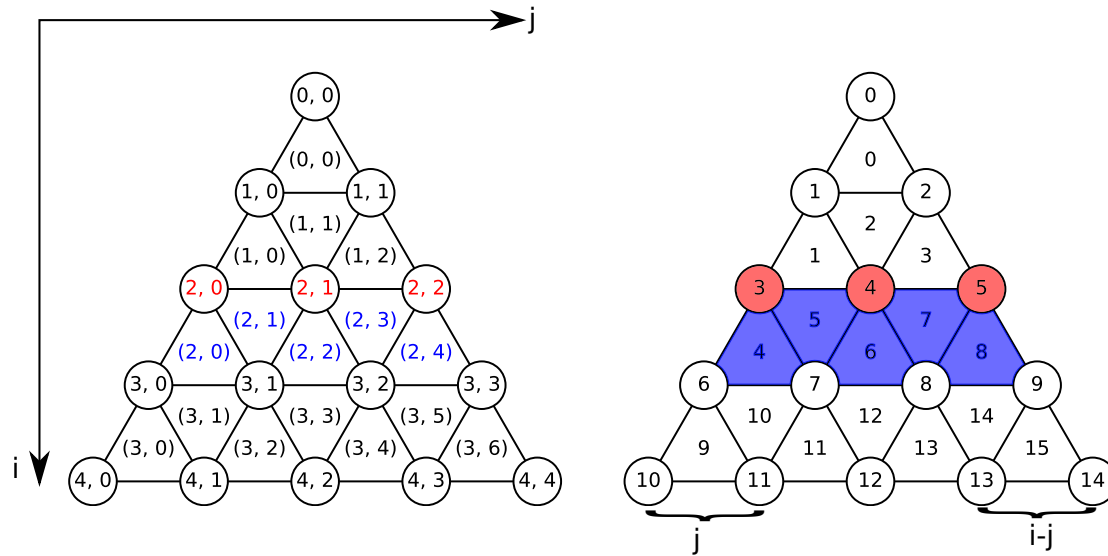 j
0, 0
0
(0, 0)
0
1, 0 1, 1
1 2
(1, 1)
2
(1, 0) (1, 2)
1 3
2, 0 2, 1 2, 2
3 4 5
(2, 1) (2, 3)
5 7
(2, 0) (2, 2) (2, 4)
4 6 8
3, 0 3, 1 3, 2 3, 3
6 7 8 9
(3, 1) (3, 3) (3, 5)
10 12 14
(3, 0) (3, 2) (3, 4) (3, 6)
9 11 13 15
i
4, 0 4, 1 4, 2 4, 3 4, 4
10 11 12 13 14
j
i-j